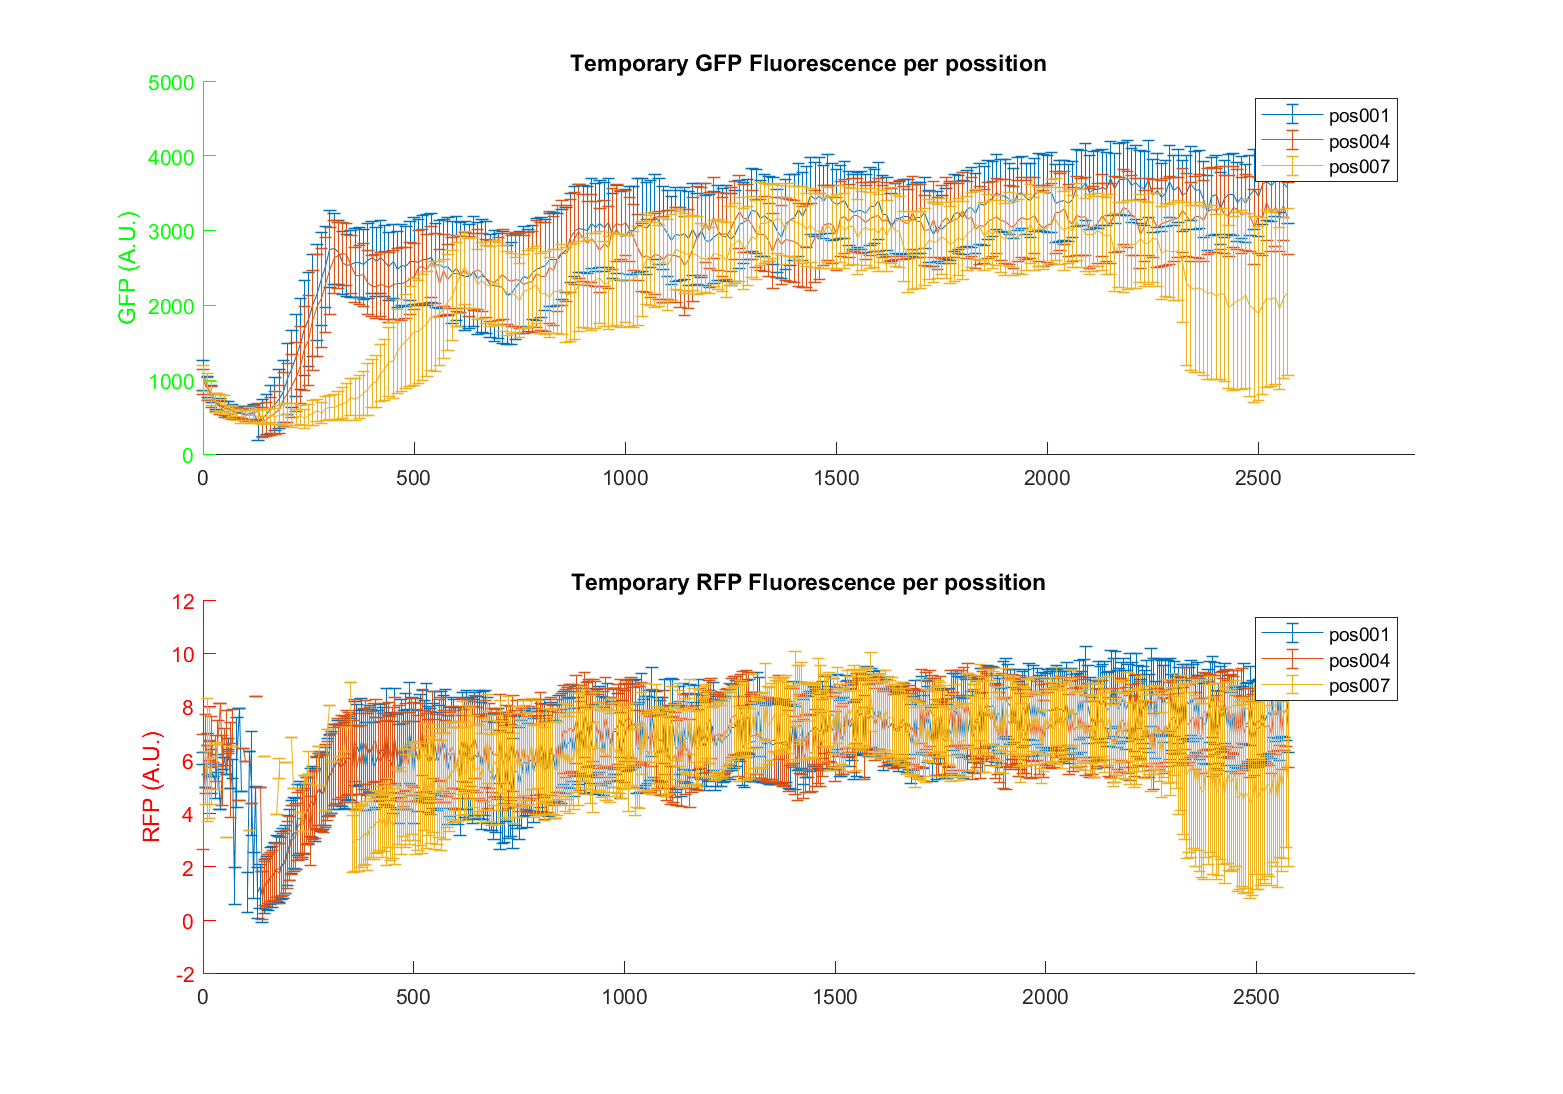 Temporary GFP Fluorescence per possition
5000
4000
3000
2000
1000
0
GFP (A.U.)
0 500 1000 1500 2000 2500
pos001
pos004
pos007
Temporary RFP Fluorescence per possition
12
10
8
6
4
2
0
-2
RFP (A.U.)
0 500 1000 1500 2000 2500
pos001
pos004
pos007